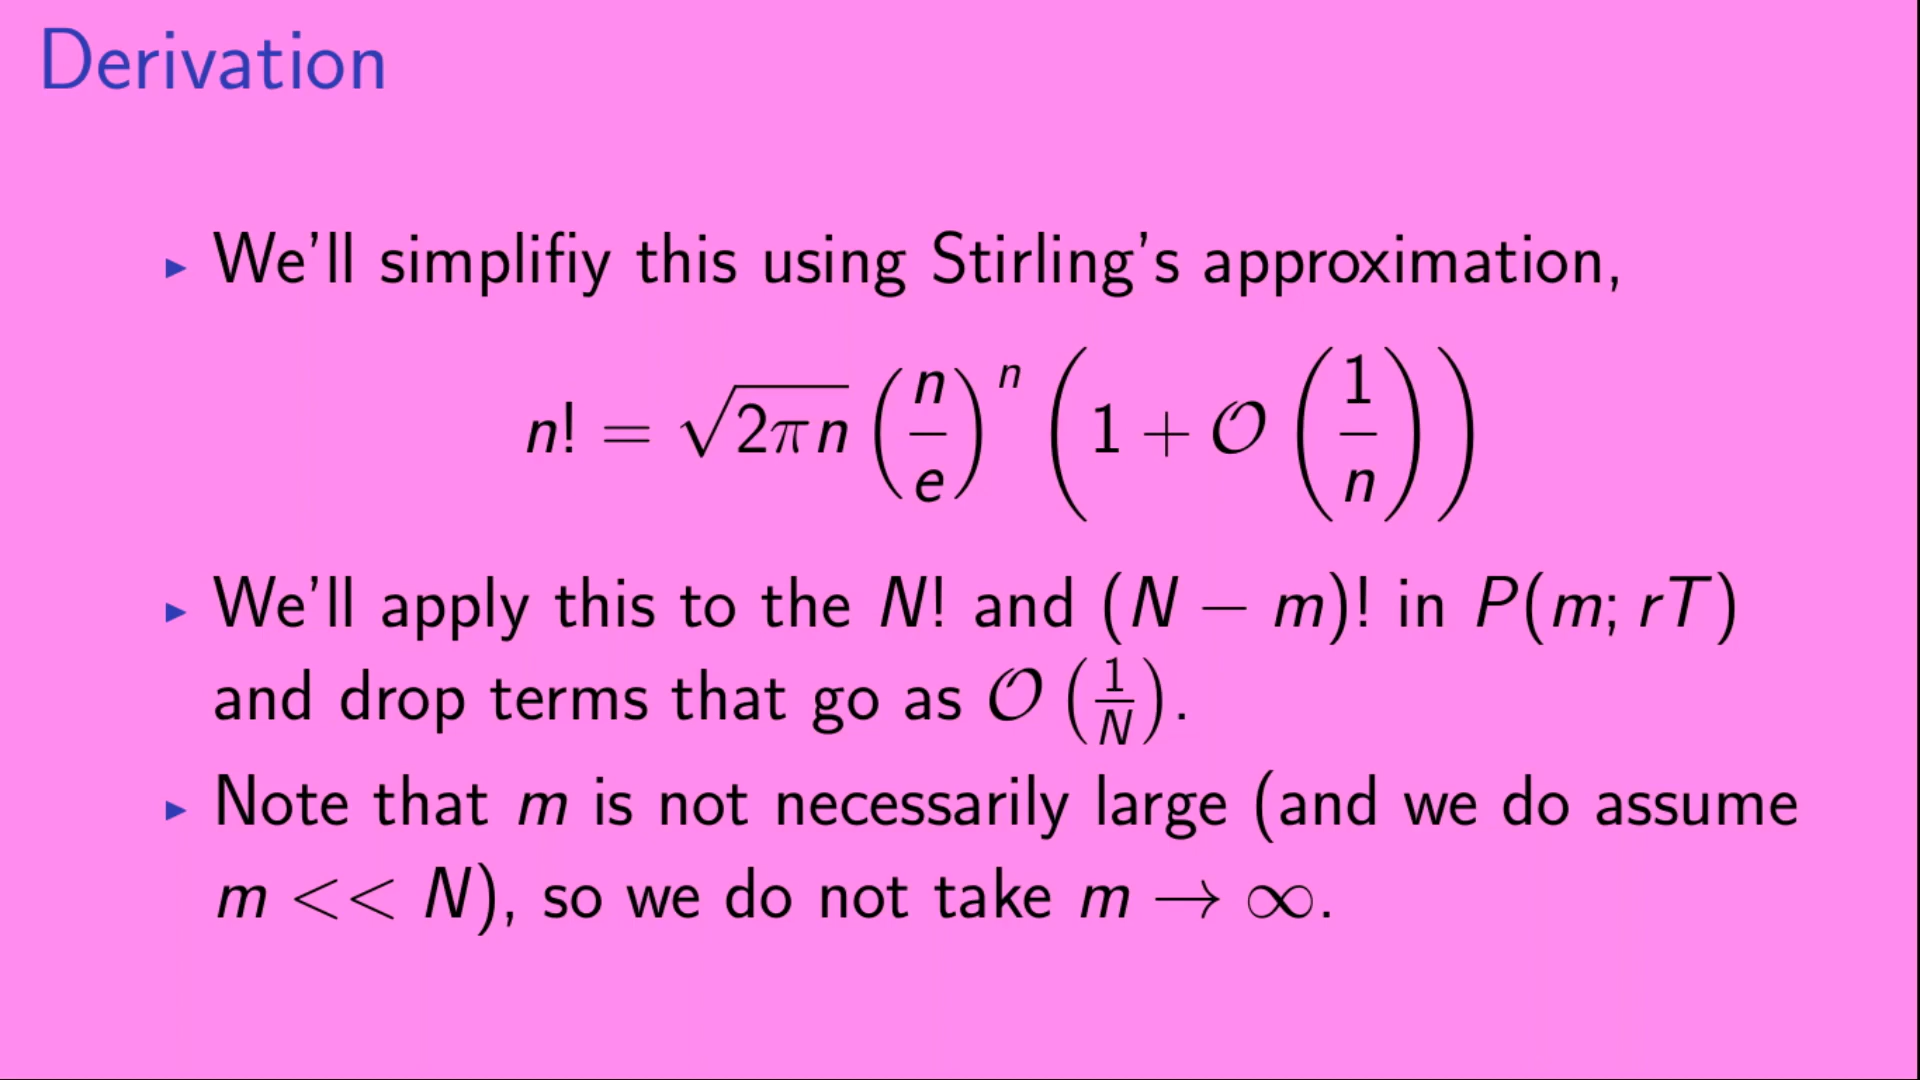 Derivation
▸ We'll simplifiy this using Stirling's approximation,
n! = √(2πn) (n/e)^n (1 + 𝒪(1/n))
▸ We'll apply this to the N! and (N − m)! in P(m; rT)
and drop terms that go as 𝒪(1/N).
▸ Note that m is not necessarily large (and we do assume
m << N), so we do not take m → ∞.